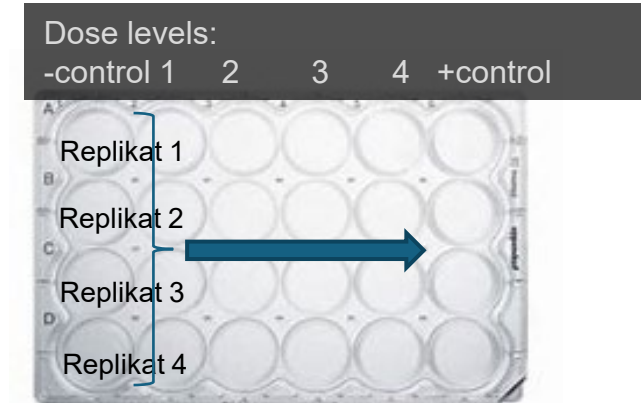 Dose levels:
-control 1 2 3 4 +control
A
Replikat 1
B
Replikat 2
C
Replikat 3
D
Replikat 4